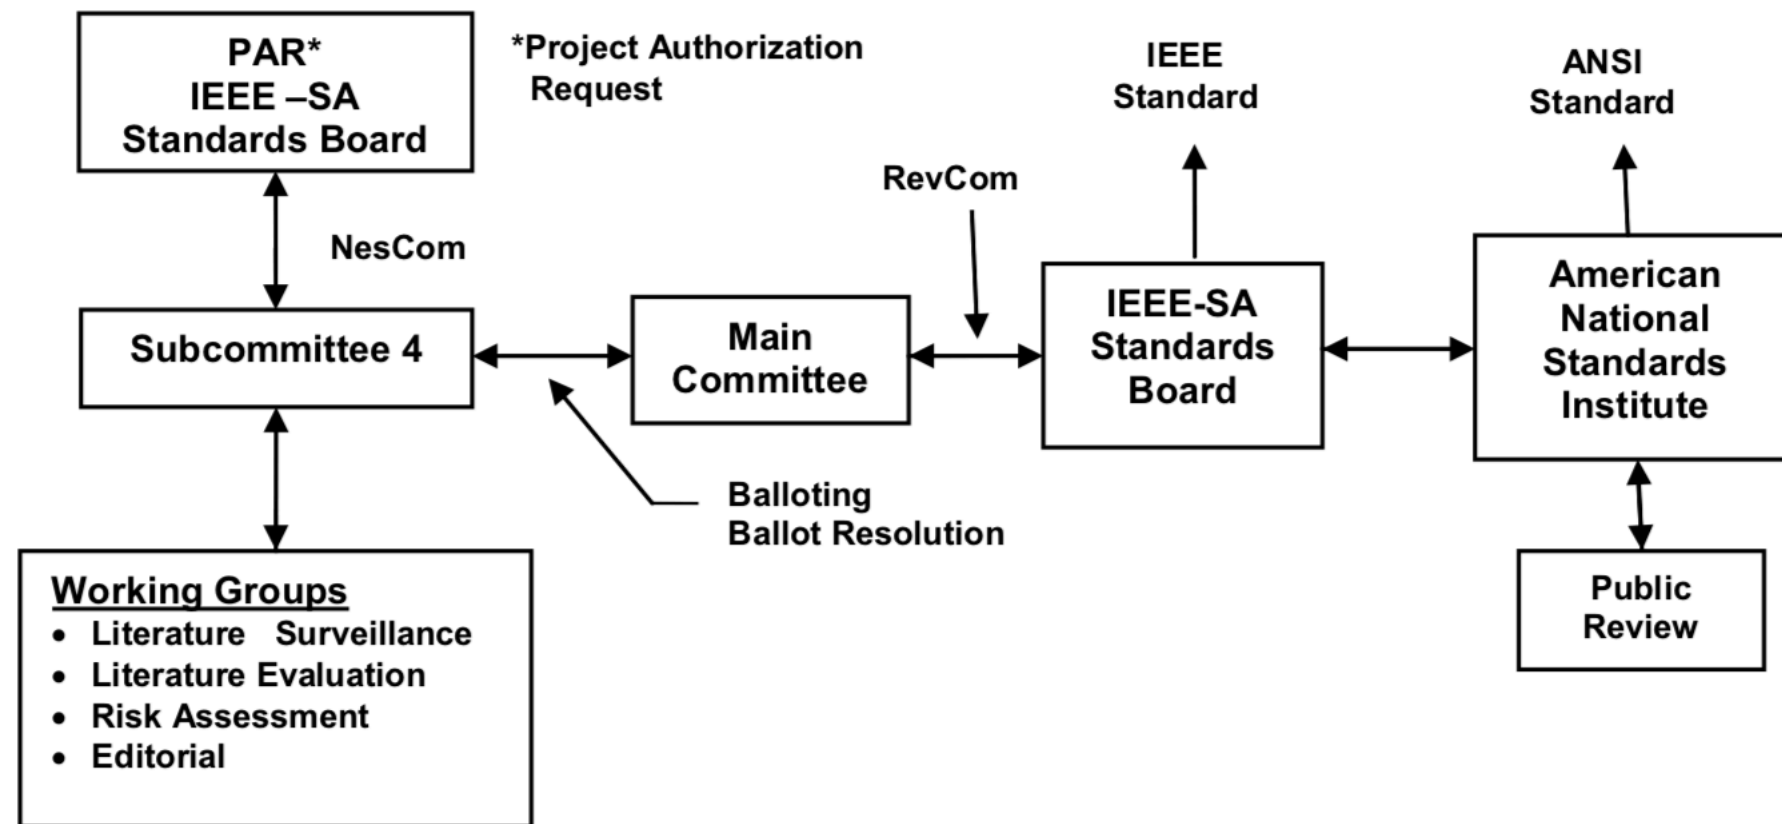 PAR*
IEEE –SA
Standards Board
*Project Authorization
Request
IEEE
Standard
ANSI
Standard
RevCom
NesCom
Subcommittee 4
Main
Committee
IEEE-SA
Standards
Board
American
National
Standards
Institute
Balloting
Ballot Resolution
Working Groups
• Literature Surveillance
• Literature Evaluation
• Risk Assessment
• Editorial
Public
Review